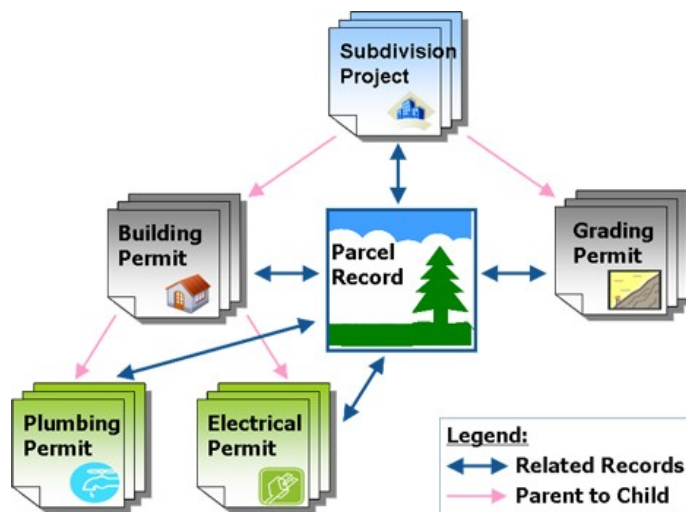 Subdivision
Project
Building
Permit
Parcel
Record
Grading
Permit
Plumbing
Permit
Electrical
Permit
Legend:
Related Records
Parent to Child